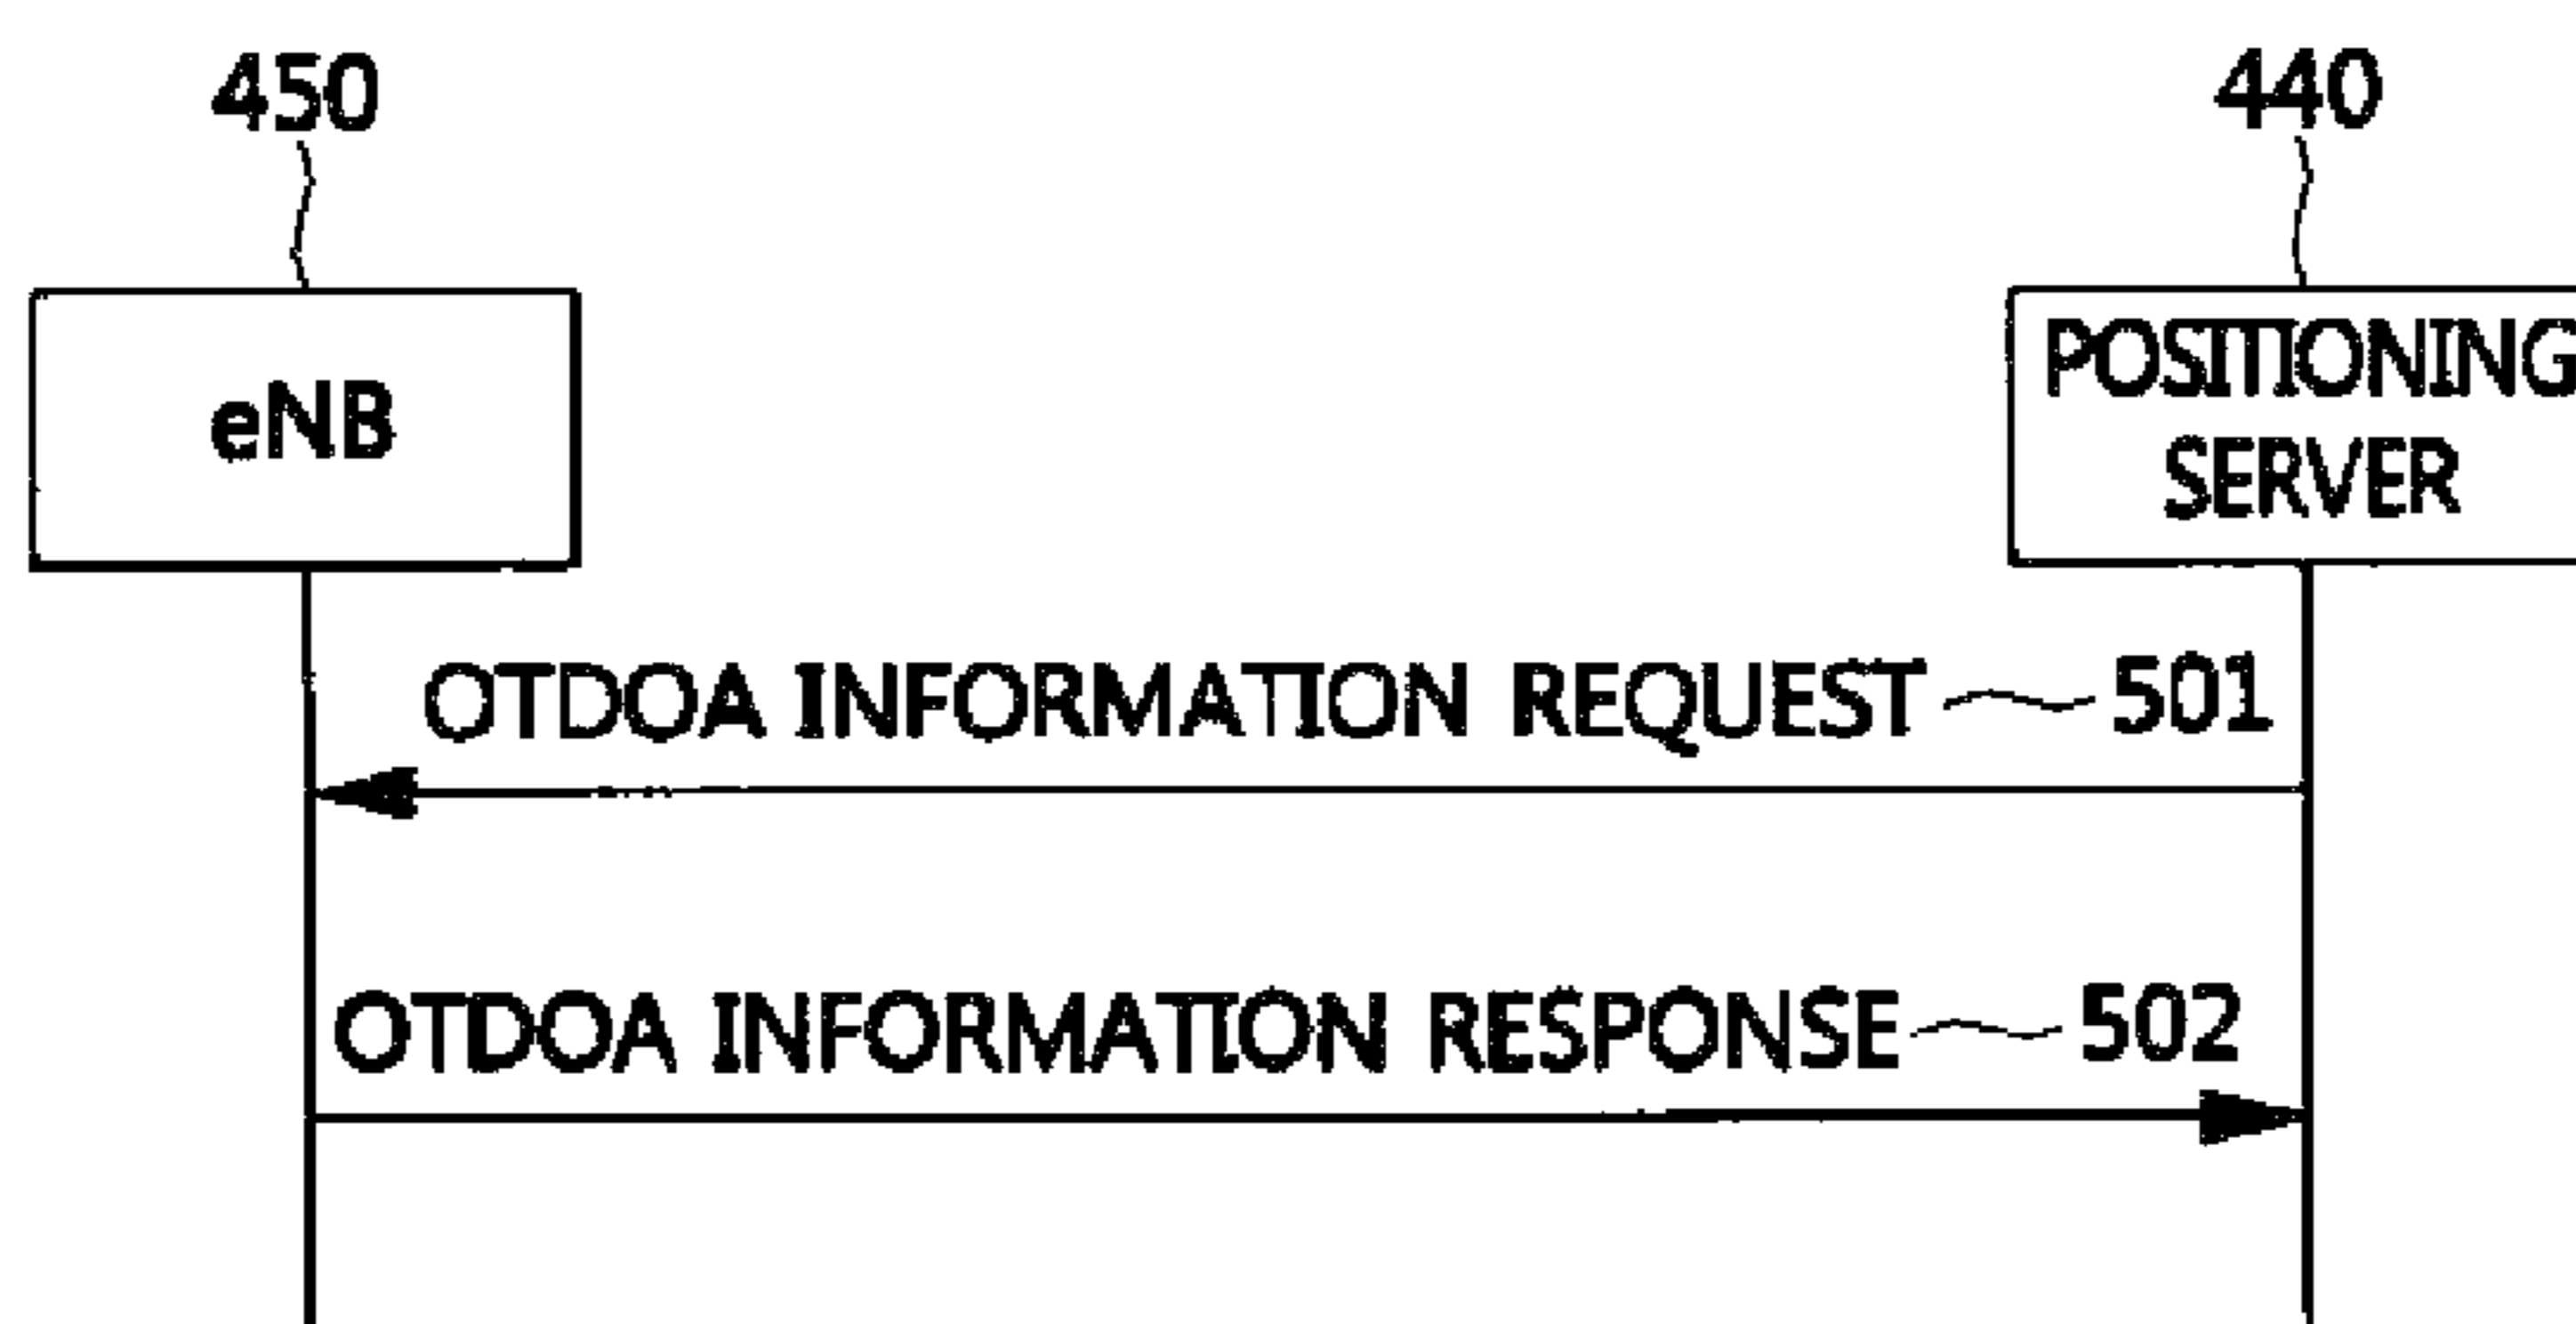 450
440
eNB
POSITIONING
SERVER
OTDOA INFORMATION REQUEST 501
OTDOA INFORMATION RESPONSE 502